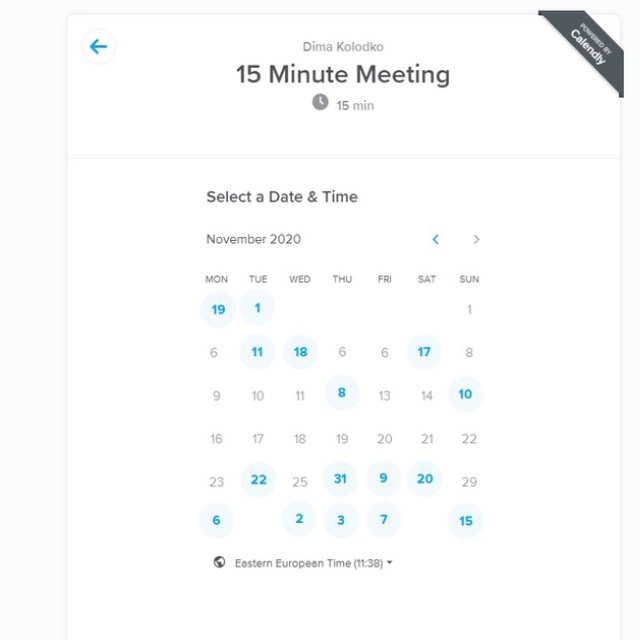 Dima Kolodko
POWERED BY
Calendly
15 Minute Meeting
15 min
Select a Date & Time
November 2020
MON TUE WED THU FRI SAT SUN
19 1 1
6 11 18 6 6 17 8
9 10 11 8 13 14 10
16 17 18 19 20 21 22
23 22 25 31 9 20 29
6 2 3 7 15
Eastern European Time (11:38)